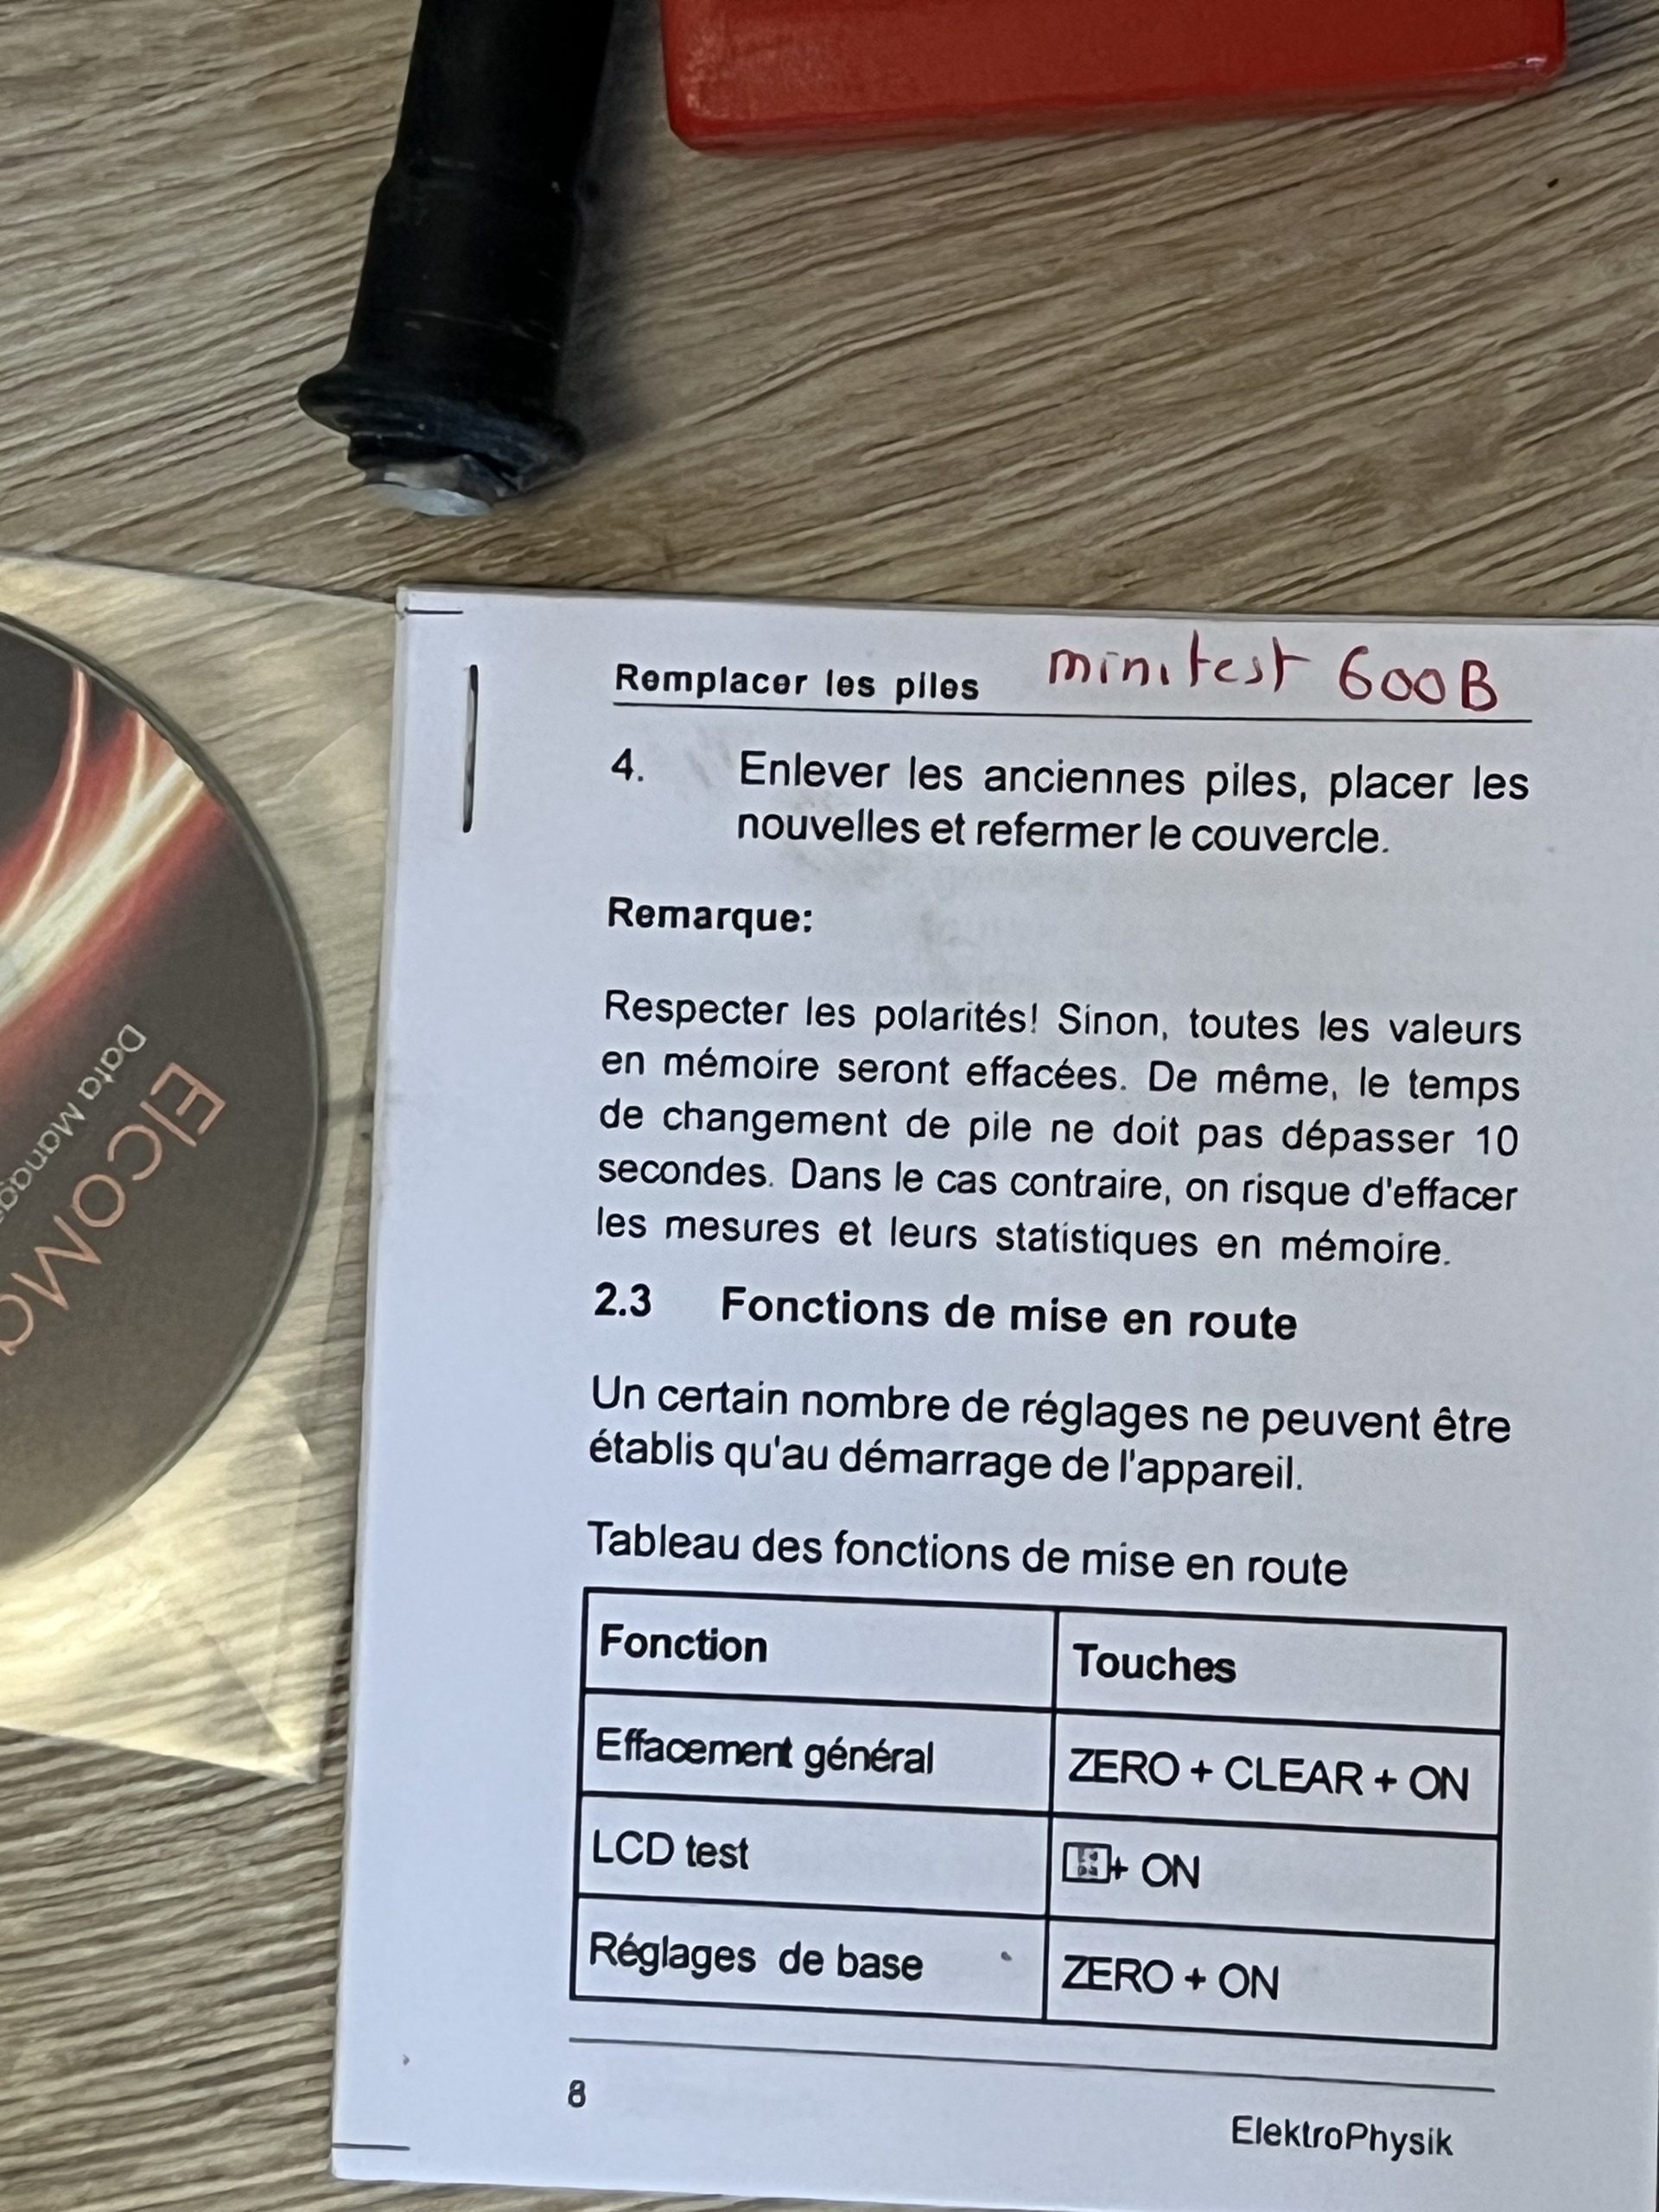 Remplacer les piles minitest 600B
4. Enlever les anciennes piles, placer les
nouvelles et refermer le couvercle.
Remarque:
Respecter les polarités! Sinon, toutes les valeurs
en mémoire seront effacées. De même, le temps
de changement de pile ne doit pas dépasser 10
secondes. Dans le cas contraire, on risque d'effacer
les mesures et leurs statistiques en mémoire.
2.3 Fonctions de mise en route
Un certain nombre de réglages ne peuvent être
établis qu'au démarrage de l'appareil.
Tableau des fonctions de mise en route
Fonction Touches
Effacement général ZERO + CLEAR + ON
LCD test + ON
Réglages de base ZERO + ON
8
ElektroPhysik
Data